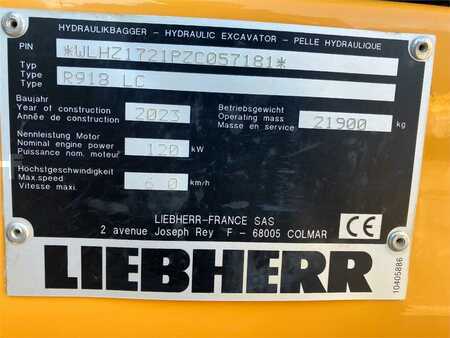 HYDRAULIKBAGGER - HYDRAULIC EXCAVATOR - PELLE HYDRAULIQUE
PIN *WLHZ1721PZC057181*
Typ
Type R918 LC
Type
Baujahr
Year of construction 2023
Année de construction
Betriebsgewicht
Operating mass 21900 kg
Masse en service
Nennleistung Motor
Nominal engine power 120 kW
Puissance nom. moteur
Höchstgeschwindigkeit
Max.speed 6.0 km/h
Vitesse maxi.
LIEBHERR-FRANCE SAS
2 avenue Joseph Rey F - 68005 COLMAR
CE
LIEBHERR
10405886